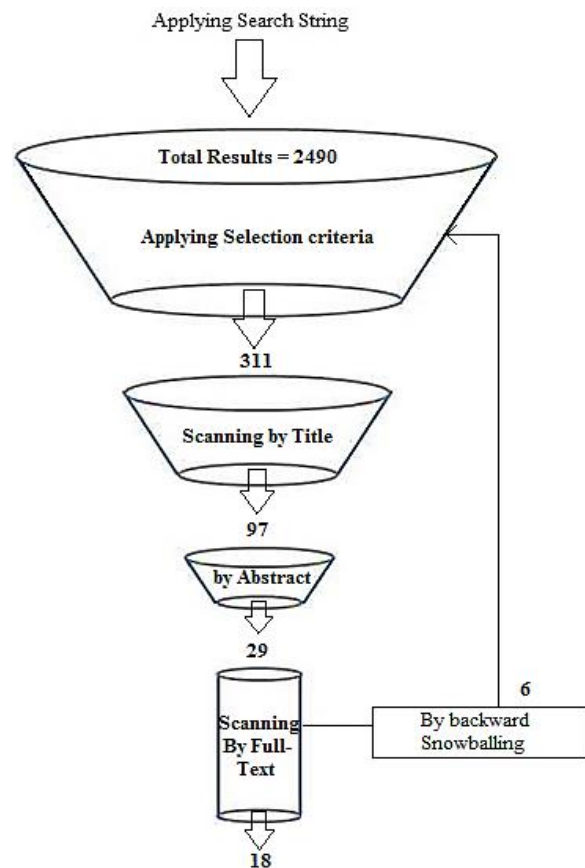 Applying Search String
Total Results = 2490
Applying Selection criteria
311
Scanning by Title
97
by Abstract
29
6
Scanning
By Full-
Text
By backward
Snowballing
18